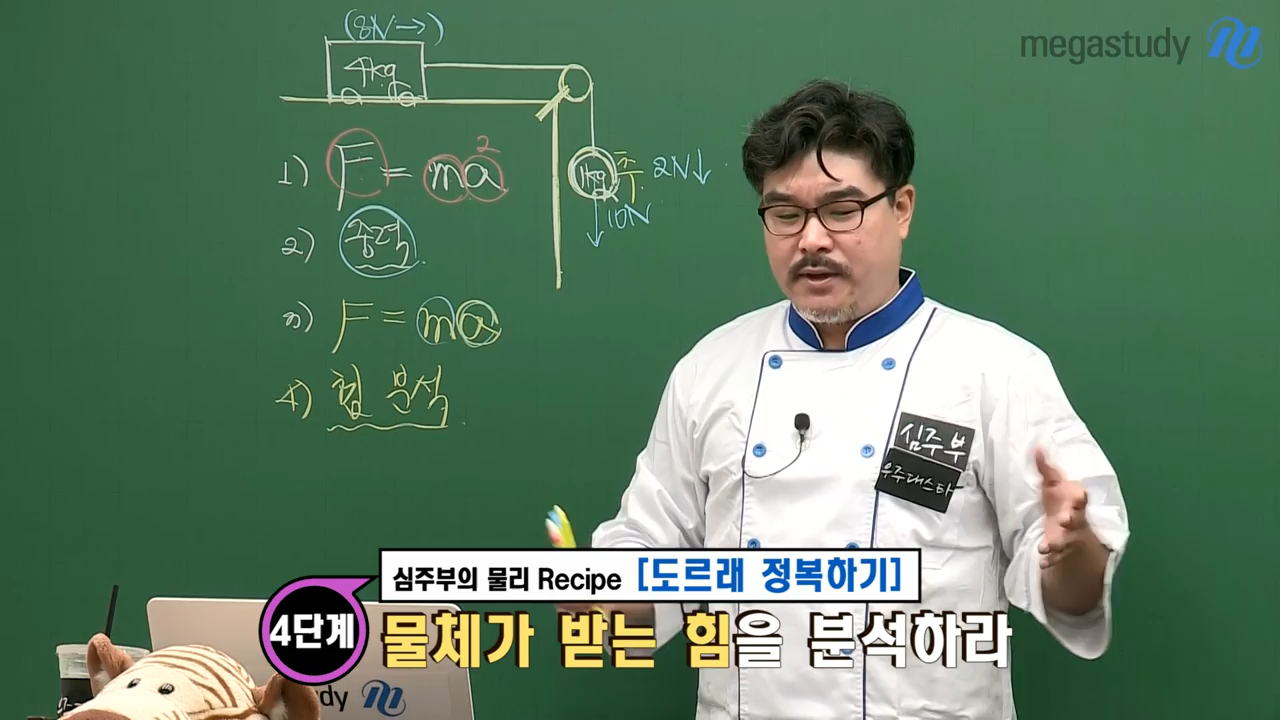 (8N→)
megastudy
4kg
1) F = ma
2
1kg
추
2N↓
10N
2) 중력
3) F = ma
4) 힘 분석
심주부
우주대스타
심주부의 물리 Recipe [도르래 정복하기]
4단계
물체가 받는 힘을 분석하라
dy